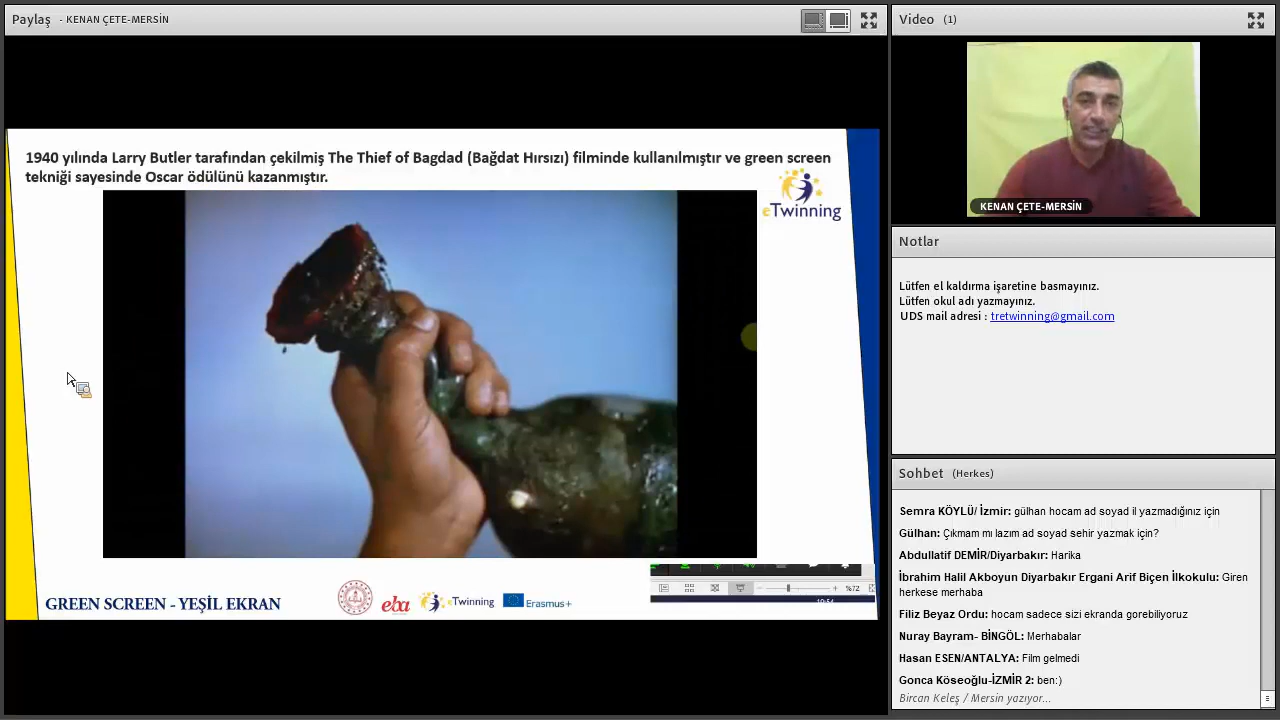 Paylaş - KENAN ÇETE-MERSİN
1940 yılında Larry Butler tarafından çekilmiş The Thief of Bagdad (Bağdat Hırsızı) filminde kullanılmıştır ve green screen
tekniği sayesinde Oscar ödülünü kazanmıştır.
eTwinning
GREEN SCREEN - YEŞİL EKRAN
eba
eTwinning
Erasmus+
%72
Video (1)
KENAN ÇETE-MERSİN
Notlar
Lütfen el kaldırma işaretine basmayınız.
Lütfen okul adı yazmayınız.
UDS mail adresi : tretwinning@gmail.com
Sohbet (Herkes)
Semra KÖYLÜ/ İzmir: gülhan hocam ad soyad il yazmadığınız için
Gülhan: Çıkmam mı lazım ad soyad sehir yazmak için?
Abdullatif DEMİR/Diyarbakır: Harika
İbrahim Halil Akboyun Diyarbakır Ergani Arif Biçen İlkokulu: Giren
herkese merhaba
Filiz Beyaz Ordu: hocam sadece sizi ekranda gorebiliyoruz
Nuray Bayram- BİNGÖL: Merhabalar
Hasan ESEN/ANTALYA: Film gelmedi
Gonca Köseoğlu-İZMİR 2: ben:)
Bircan Keleş / Mersin yazıyor...